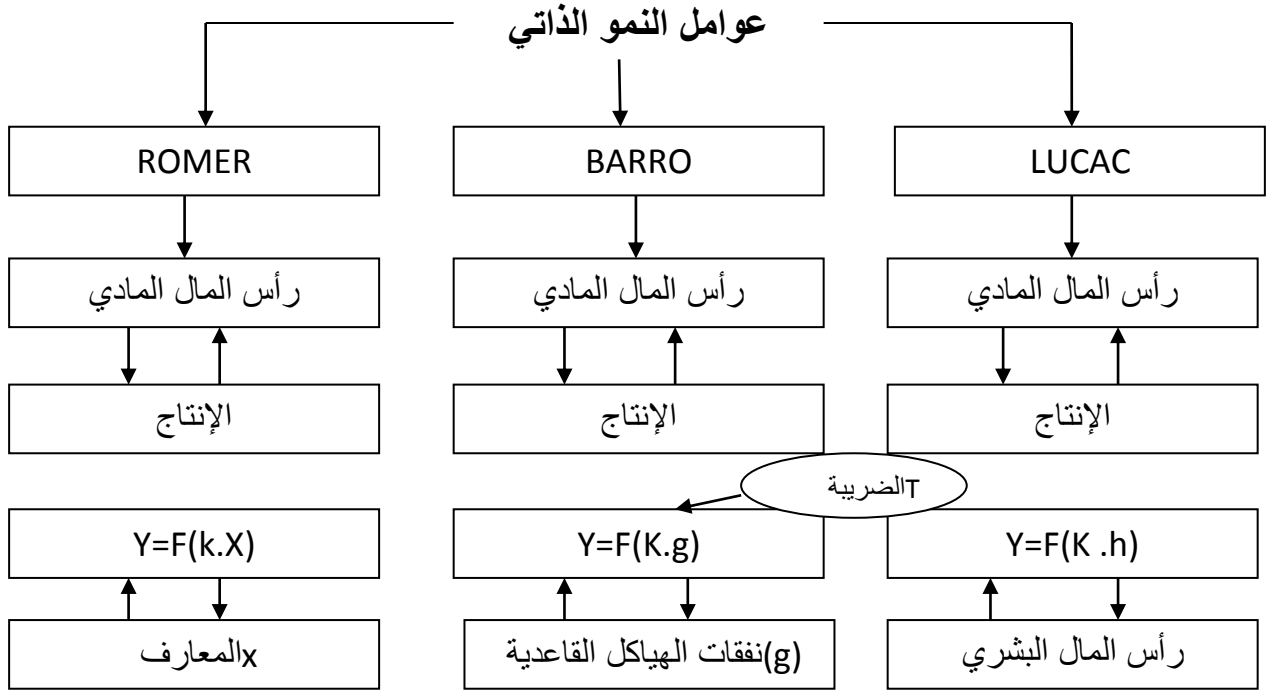 عوامل النمو الذاتي
ROMER
BARRO
LUCAC
رأس المال المادي
رأس المال المادي
رأس المال المادي
الإنتاج
الإنتاج
الإنتاج
Tالضريبة
Y=F(k.X)
Y=F(K.g)
Y=F(K .h)
xالمعارف
(g)نفقات الهياكل القاعدية
رأس المال البشري